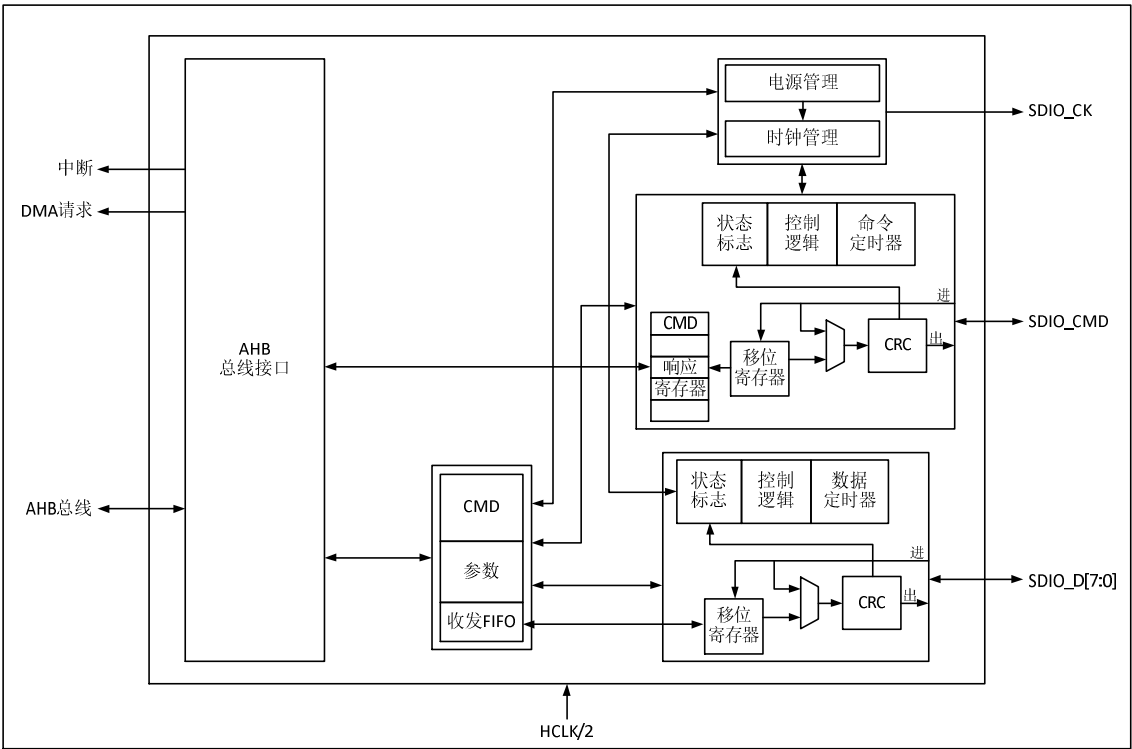 电源管理
时钟管理
SDIO_CK
中断
DMA请求
状态
标志
控制
逻辑
命令
定时器
进
CMD
响应
寄存器
移位
寄存器
CRC
出
SDIO_CMD
AHB
总线接口
AHB总线
CMD
参数
收发FIFO
状态
标志
控制
逻辑
数据
定时器
进
移位
寄存器
CRC
出
SDIO_D[7:0]
HCLK/2